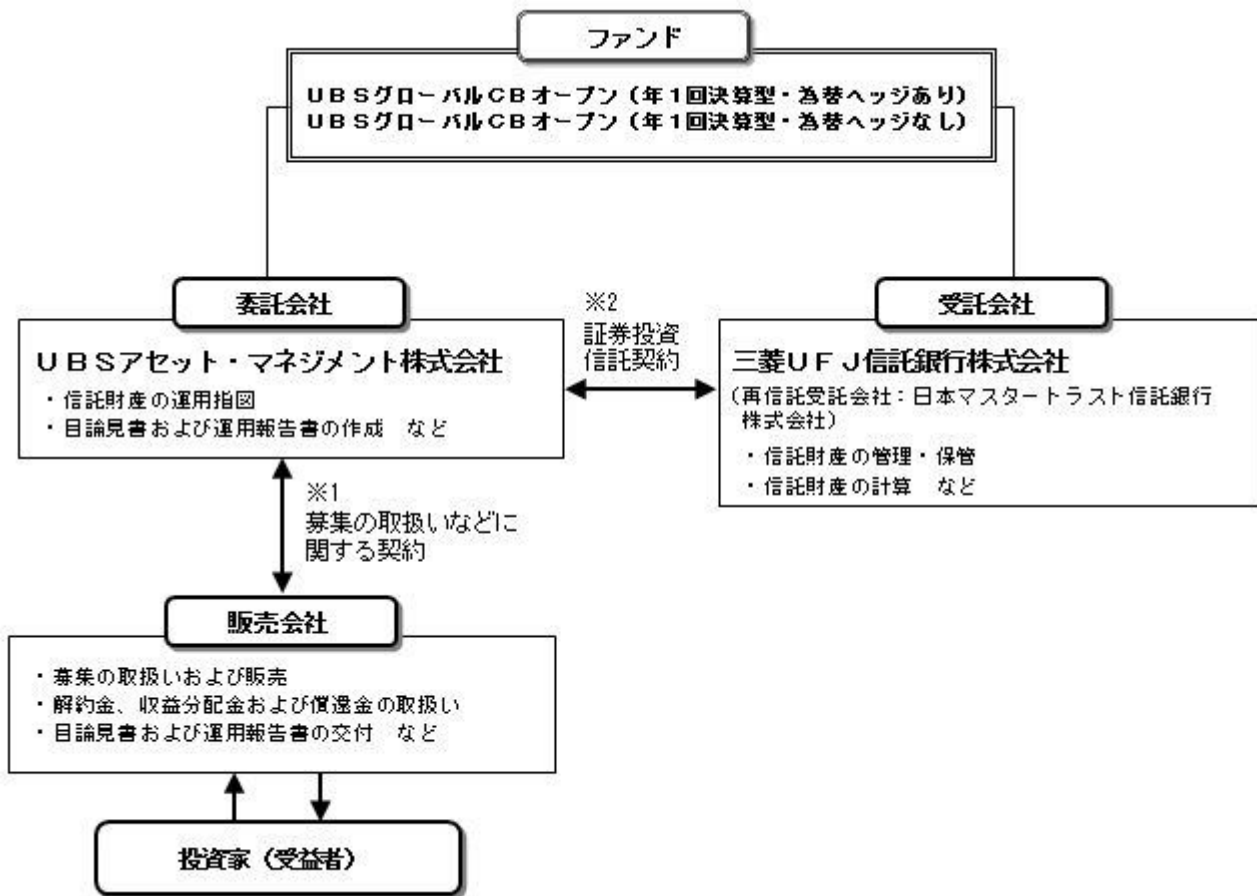 ファンド
UBSグローバルCBオープン（年1回決算型・為替ヘッジあり）
UBSグローバルCBオープン（年1回決算型・為替ヘッジなし）
委託会社
UBSアセット・マネジメント株式会社
・信託財産の運用指図
・目論見書および運用報告書の作成　など
※2
証券投資
信託契約
受託会社
三菱UFJ信託銀行株式会社
（再信託受託会社：日本マスタートラスト信託銀行
株式会社）
・信託財産の管理・保管
・信託財産の計算　など
※1
募集の取扱いなどに
関する契約
販売会社
・募集の取扱いおよび販売
・解約金、収益分配金および償還金の取扱い
・目論見書および運用報告書の交付　など
投資家（受益者）